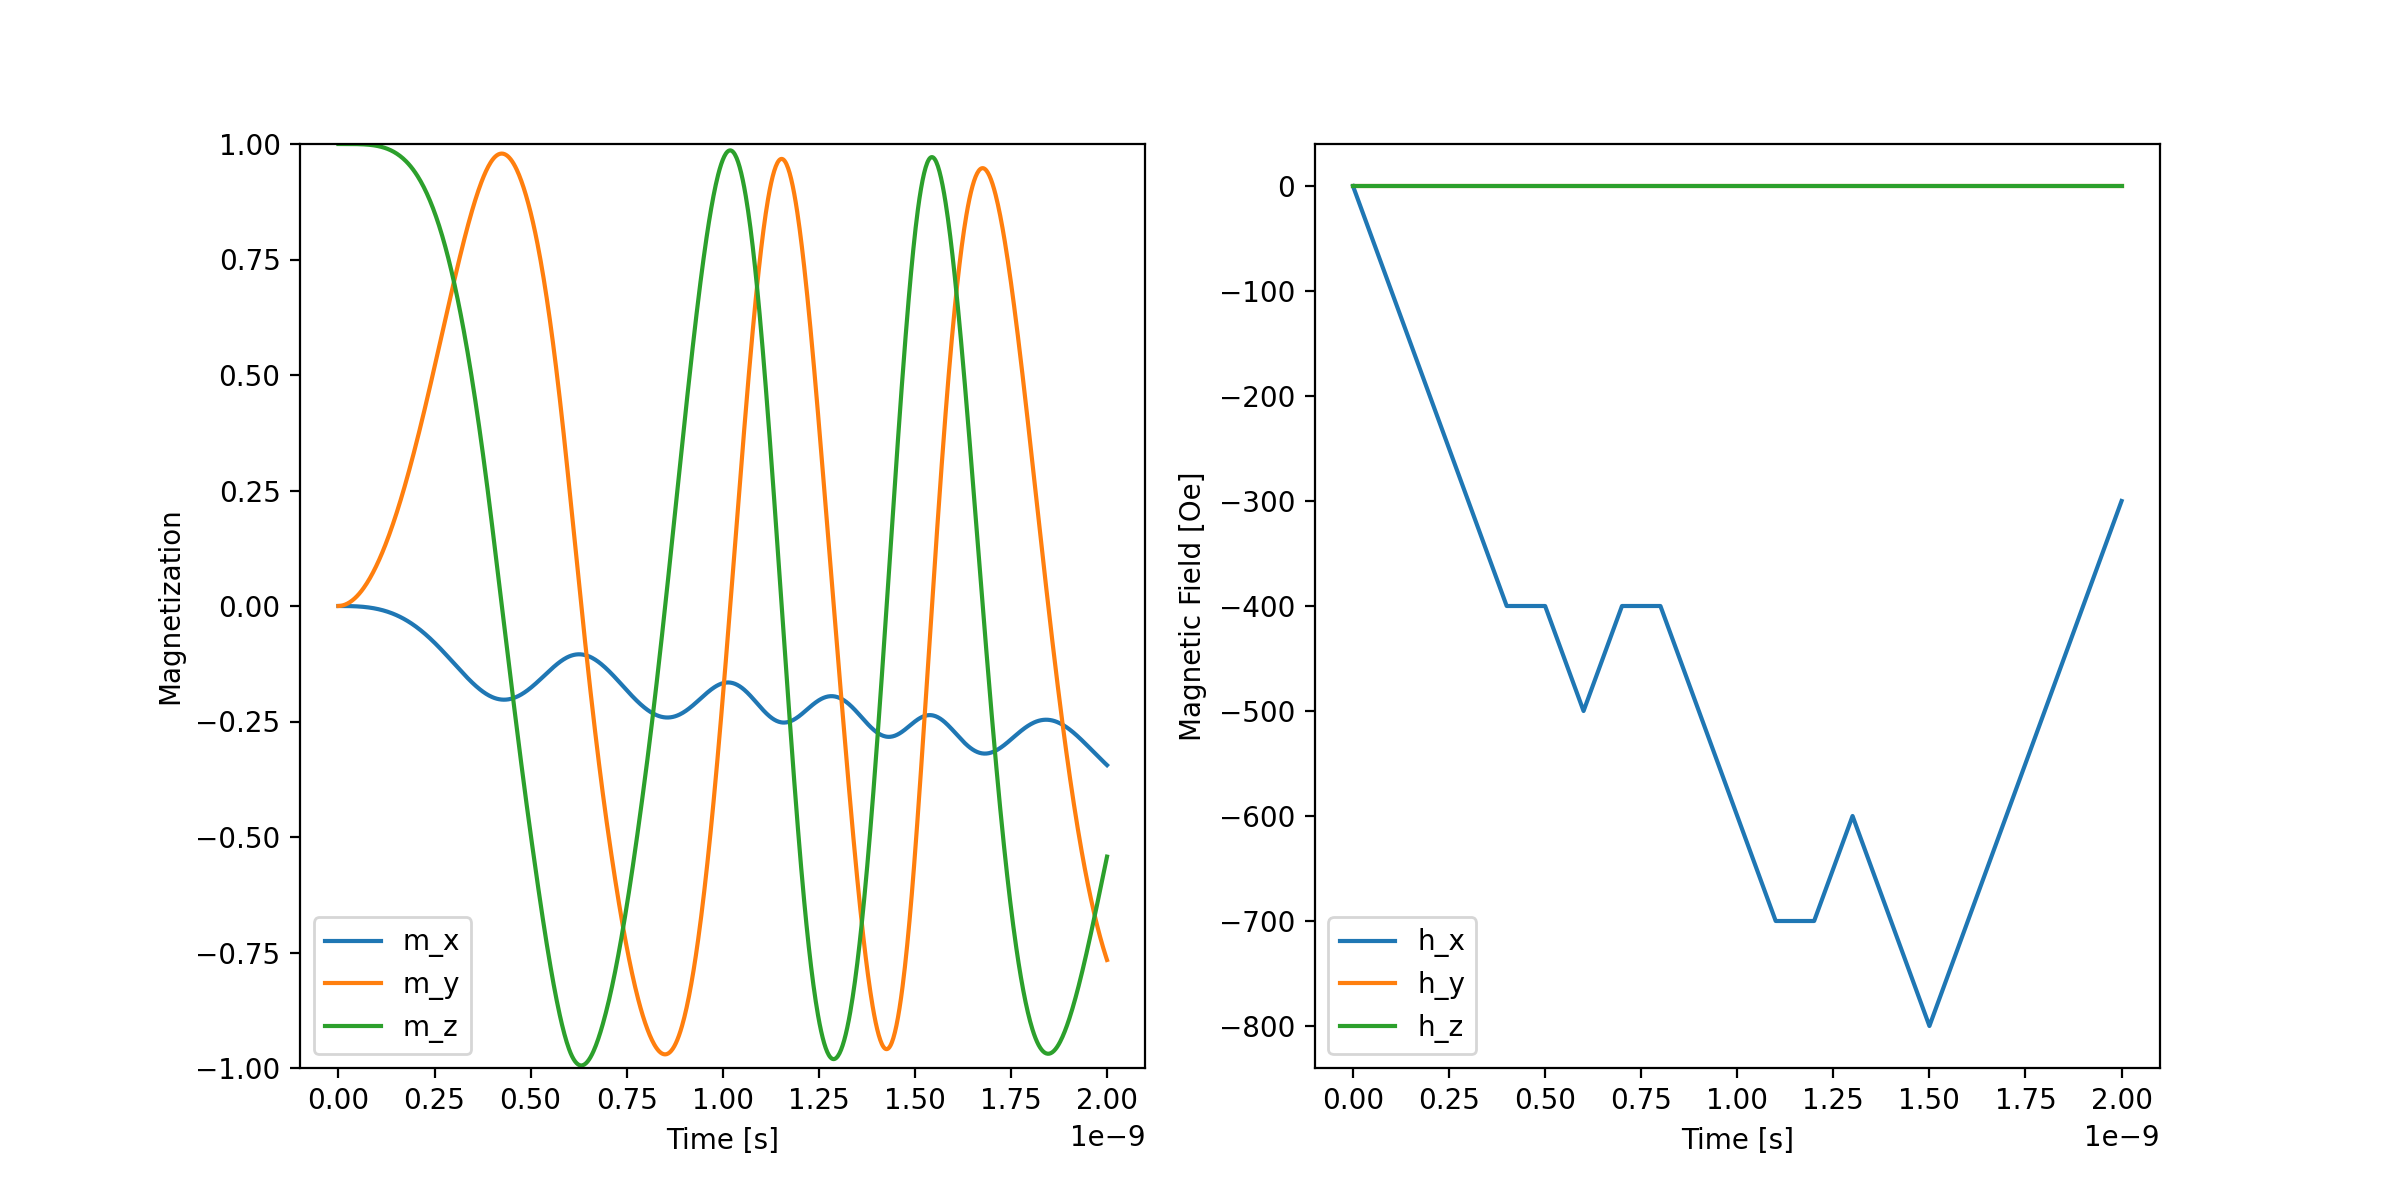 1.00
0.75
0.50
0.25
0.00
−0.25
−0.50
−0.75
−1.00
Magnetization
m_x
m_y
m_z
0.00 0.25 0.50 0.75 1.00 1.25 1.50 1.75 2.00
Time [s]
1e−9
0
−100
−200
−300
−400
−500
−600
−700
−800
Magnetic Field [Oe]
h_x
h_y
h_z
0.00 0.25 0.50 0.75 1.00 1.25 1.50 1.75 2.00
Time [s]
1e−9